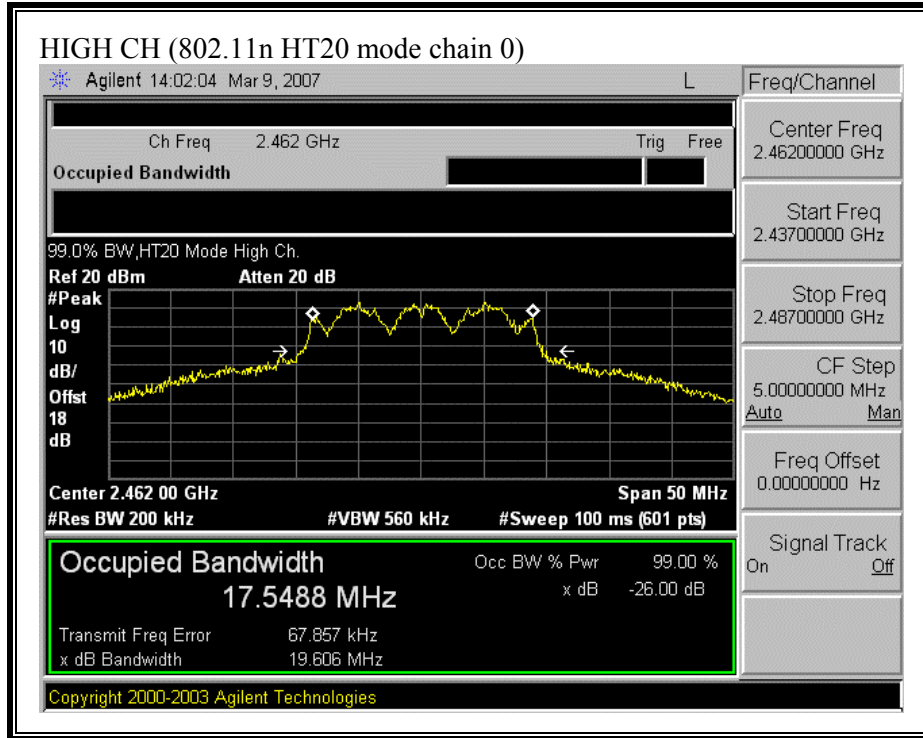 HIGH CH (802.11n HT20 mode chain 0)
Agilent 14:02:04 Mar 9, 2007 L
Freq/Channel
Ch Freq 2.462 GHz Trig Free
Occupied Bandwidth
Center Freq
2.46200000 GHz
Start Freq
2.43700000 GHz
Stop Freq
2.48700000 GHz
CF Step
5.00000000 MHz
Auto Man
Freq Offset
0.00000000 Hz
Signal Track
On Off
99.0% BW,HT20 Mode High Ch.
Ref 20 dBm Atten 20 dB
#Peak
Log
10
dB/
Offst
18
dB
Center 2.462 00 GHz Span 50 MHz
#Res BW 200 kHz #VBW 560 kHz #Sweep 100 ms (601 pts)
Occupied Bandwidth Occ BW % Pwr 99.00 %
17.5488 MHz x dB -26.00 dB
Transmit Freq Error 67.857 kHz
x dB Bandwidth 19.606 MHz
Copyright 2000-2003 Agilent Technologies